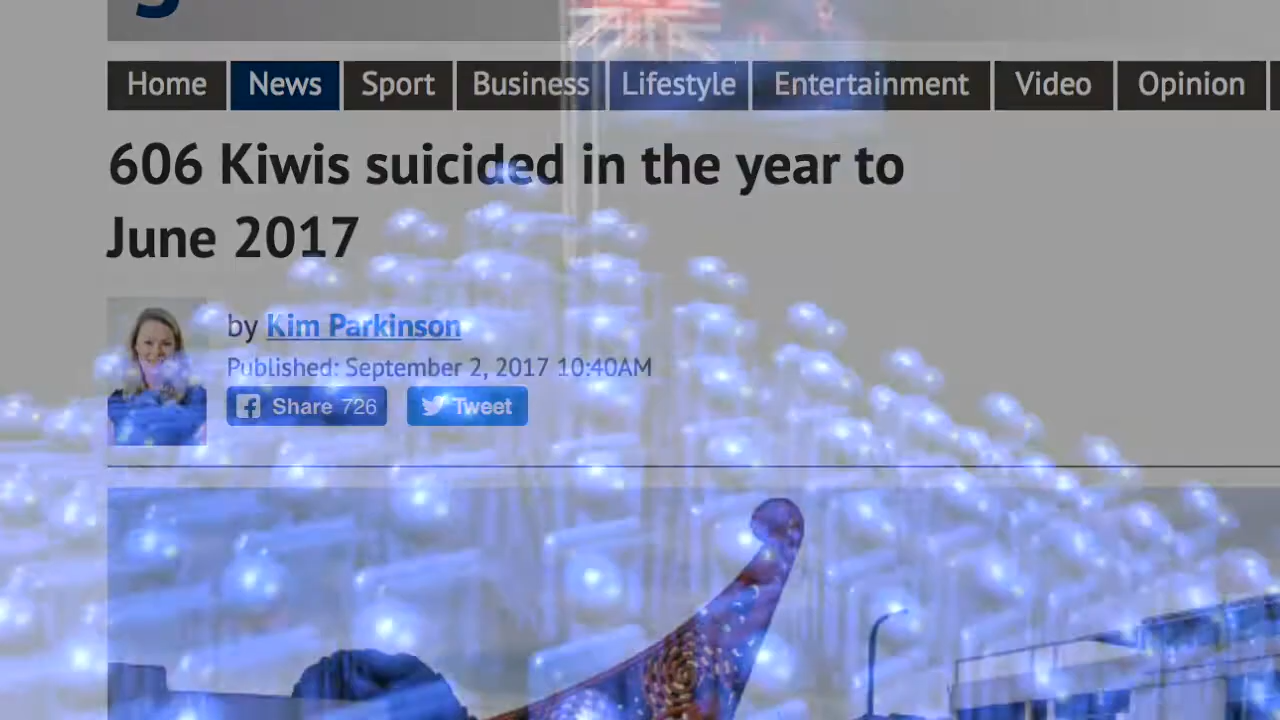 Home News Sport Business Lifestyle Entertainment Video Opinion
606 Kiwis suicided in the year to
June 2017
by Kim Parkinson
Published: September 2, 2017 10:40AM
Share 726 Tweet